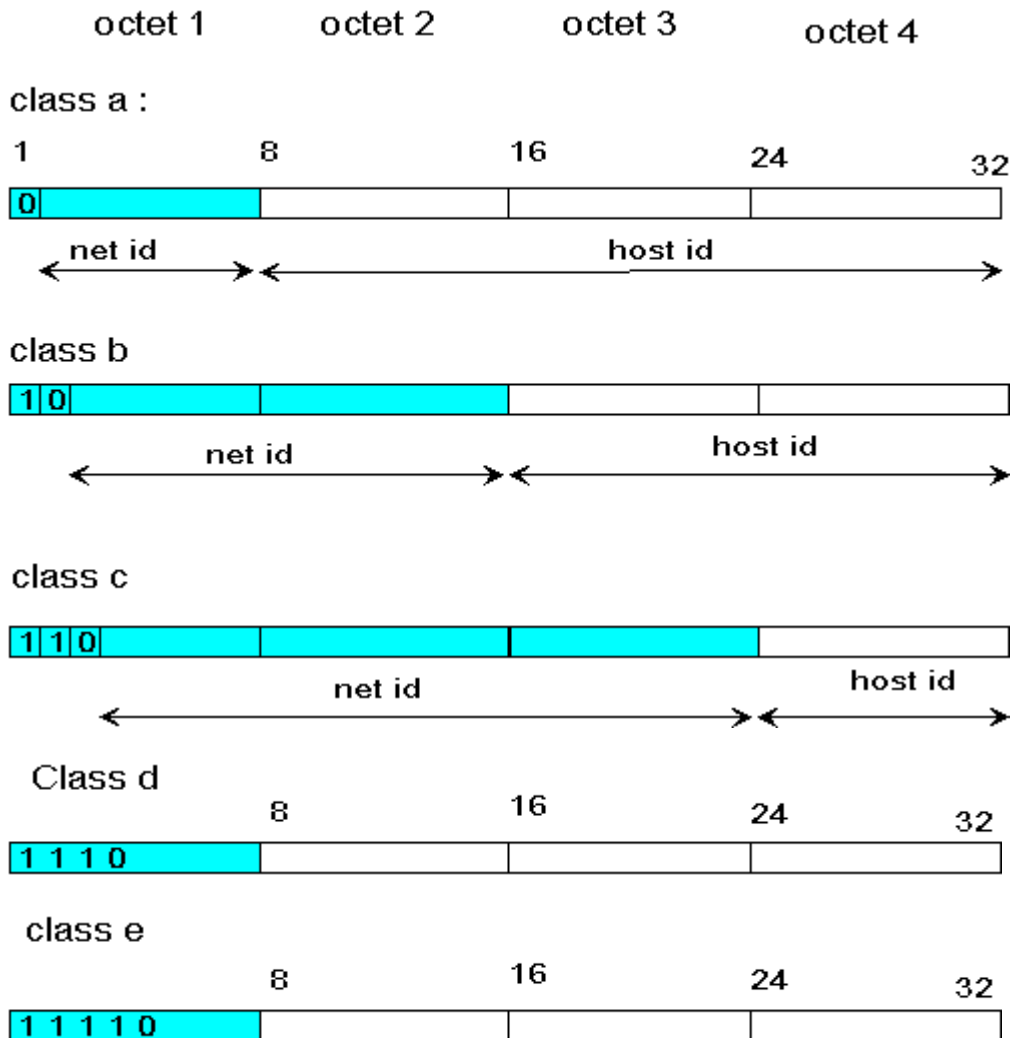 octet 1 octet 2 octet 3 octet 4
class a :
1 8 16 24 32
0
net id host id
class b
1 0
net id host id
class c
1 1 0
net id host id
Class d
8 16 24 32
1 1 1 0
class e
8 16 24 32
1 1 1 1 0